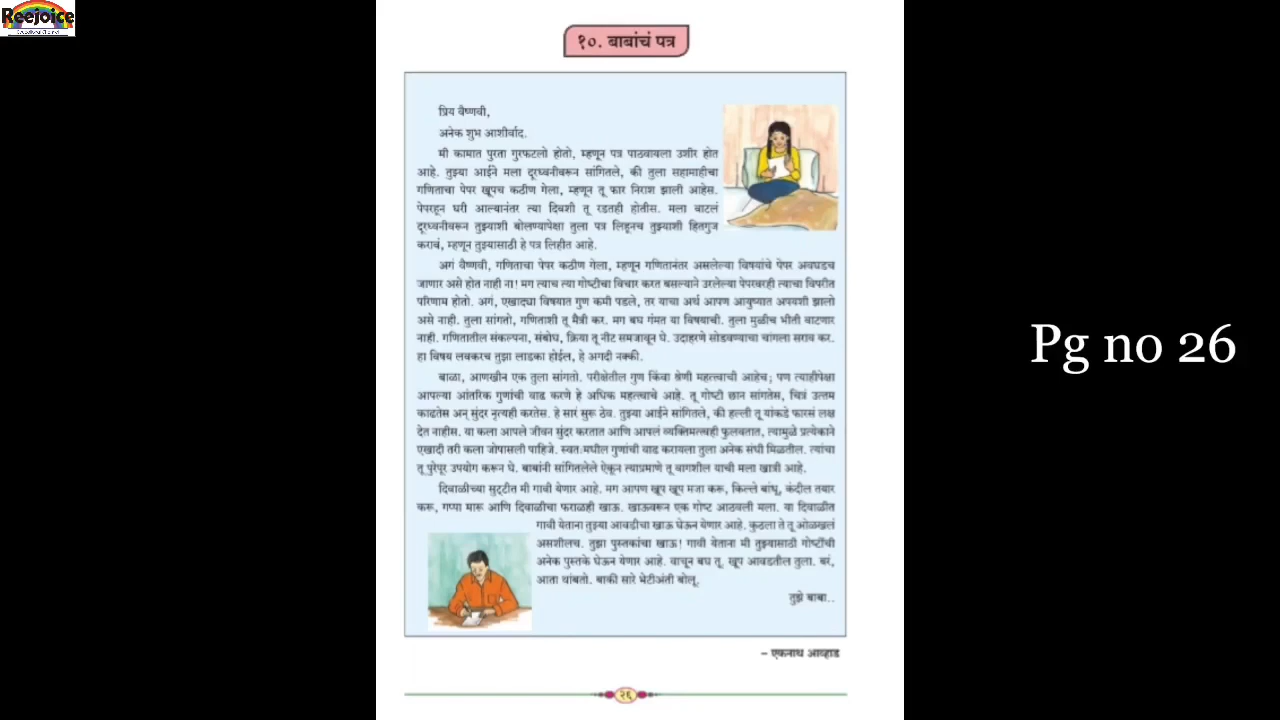 Reejoice
Educational Channel
१०. बाबांचं पत्र
प्रिय वैष्णवी,
अनेक शुभ आशीर्वाद.
मी कामात पुरता गुरफटलो होतो, म्हणून पत्र पाठवायला उशीर होत
आहे. तुझ्या आईने मला दूरध्वनीवरून सांगितले, की तुला सहामाहीचा
गणिताचा पेपर खूपच कठीण गेला, म्हणून तू फार निराश झाली आहेस.
पेपरहून घरी आल्यानंतर त्या दिवशी तू रडतही होतीस. मला वाटलं
दूरध्वनीवरून तुझ्याशी बोलण्यापेक्षा तुला पत्र लिहूनच तुझ्याशी हितगुज
करावं, म्हणून तुझ्यासाठी हे पत्र लिहीत आहे.
अगं वैष्णवी, गणिताचा पेपर कठीण गेला, म्हणून गणितानंतर असलेल्या विषयांचे पेपर अवघडच
जाणार असे होत नाही ना! मग त्याच त्या गोष्टीचा विचार करत बसल्याने उरलेल्या पेपरवरही त्याचा विपरीत
परिणाम होतो. अगं, एखाद्या विषयात गुण कमी पडले, तर याचा अर्थ आपण आयुष्यात अपयशी झालो
असे नाही. तुला सांगतो, गणिताशी तू मैत्री कर. मग बघ गंमत या विषयाची. तुला मुळीच भीती वाटणार
नाही. गणितातील संकल्पना, संबोध, क्रिया तू नीट समजावून घे. उदाहरणे सोडवण्याचा चांगला सराव कर.
हा विषय लवकरच तुझा लाडका होईल, हे अगदी नक्की.
बाळा, आणखीन एक तुला सांगतो. परीक्षेतील गुण किंवा श्रेणी महत्त्वाची आहेच; पण त्याहीपेक्षा
आपल्या आंतरिक गुणांची वाढ करणे हे अधिक महत्त्वाचे आहे. तू गोष्टी छान सांगतेस, चित्रं उत्तम
काढतेस अन् सुंदर नृत्यही करतेस. हे सारं सुरू ठेव. तुझ्या आईने सांगितले, की हल्ली तू यांकडे फारसं लक्ष
देत नाहीस. या कला आपले जीवन सुंदर करतात आणि आपलं व्यक्तिमत्त्वही फुलवतात, त्यामुळे प्रत्येकाने
एखादी तरी कला जोपासली पाहिजे. स्वतःमधील गुणांची वाढ करायला तुला अनेक संधी मिळतील. त्यांचा
तू पुरेपूर उपयोग करून घे. बाबांनी सांगितलेले ऐकून त्याप्रमाणे तू वागशील याची मला खात्री आहे.
दिवाळीच्या सुट्टीत मी गावी येणार आहे. मग आपण खूप खूप मजा करू, किल्ले बांधू, कंदील तयार
करू, गप्पा मारू आणि दिवाळीचा फराळही खाऊ. खाऊवरून एक गोष्ट आठवली मला. या दिवाळीत
गावी येताना तुझ्या आवडीचा खाऊ घेऊन येणार आहे. कुठला ते तू ओळखलं
असशीलच. तुझा पुस्तकांचा खाऊ! गावी येताना मी तुझ्यासाठी गोष्टींची
अनेक पुस्तके घेऊन येणार आहे. वाचून बघ तू. खूप आवडतील तुला. बरं,
आता थांबतो. बाकी सारे भेटीअंती बोलू.
तुझे बाबा..
– एकनाथ आव्हाड
२६
Pg no 26